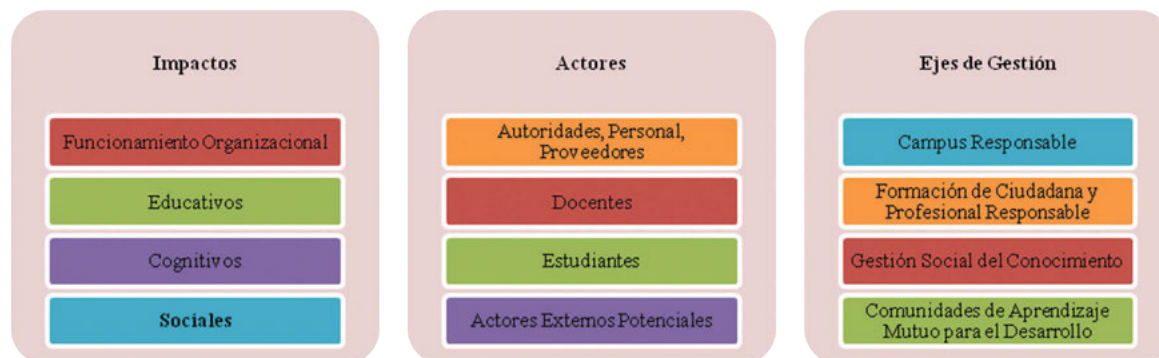 Impactos
Funcionamiento Organizacional
Educativos
Cognitivos
Sociales
Actores
Autoridades, Personal,
Proveedores
Docentes
Estudiantes
Actores Externos Potenciales
Ejes de Gestión
Campus Responsable
Formación de Ciudadana y
Profesional Responsable
Gestión Social del Conocimiento
Comunidades de Aprendizaje
Mutuo para el Desarrollo